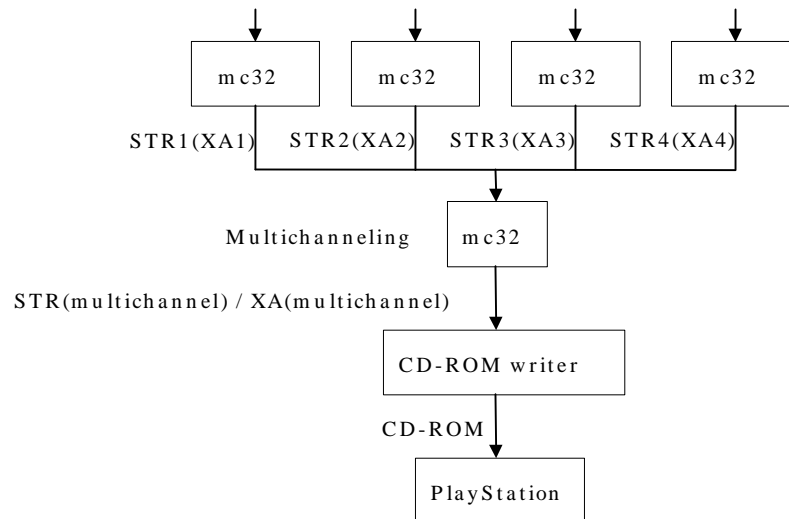 mc32 mc32 mc32 mc32
STR1(XA1) STR2(XA2) STR3(XA3) STR4(XA4)
Multichanneling mc32
STR(multichannel) / XA(multichannel)
CD-ROM writer
CD-ROM
PlayStation